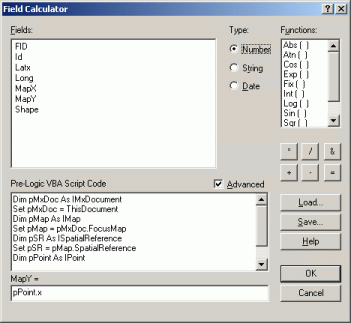 Field Calculator
Fields:
FID
Id
Latx
Long
MapX
MapY
Shape
Type:
Number
String
Date
Functions:
Abs ( )
Atn ( )
Cos ( )
Exp ( )
Fix ( )
Int ( )
Log ( )
Sin ( )
Sqr ( )
* / &
+ - =
Pre-Logic VBA Script Code
Advanced
Dim pMxDoc As IMxDocument
Set pMxDoc = ThisDocument
Dim pMap As IMap
Set pMap = pMxDoc.FocusMap
Dim pSR As ISpatialReference
Set pSR = pMap.SpatialReference
Dim pPoint As IPoint
Load...
Save...
Help
MapY =
pPoint.x
OK
Cancel